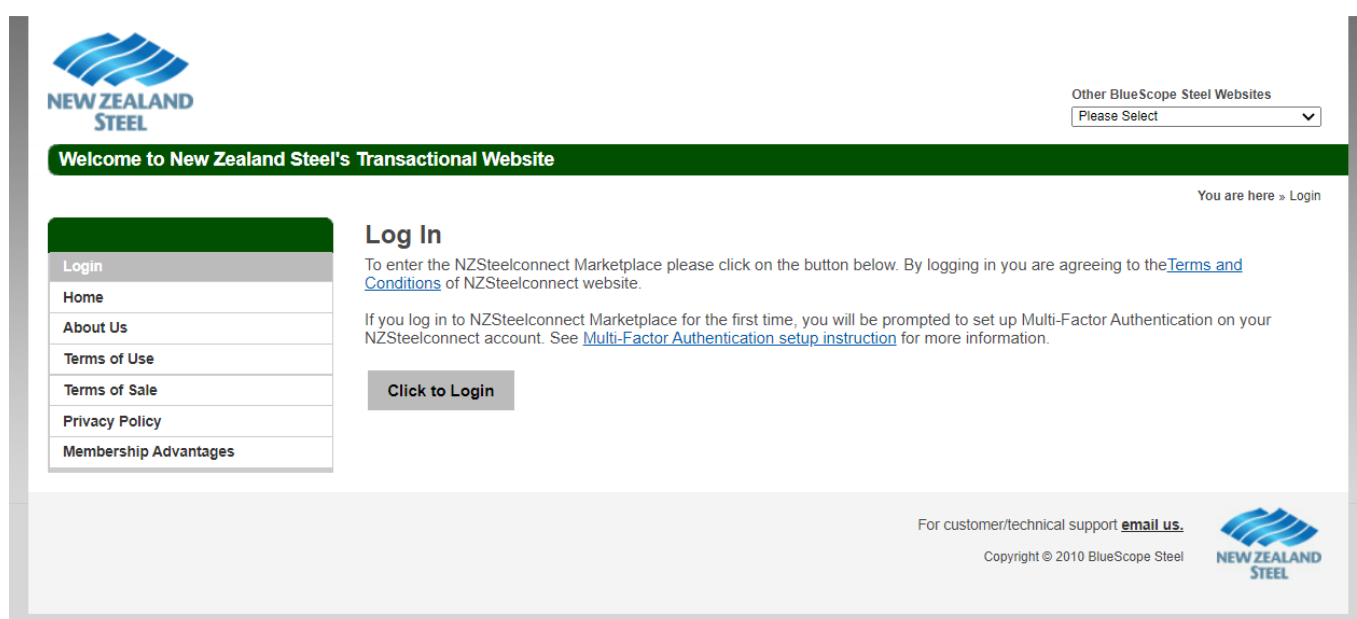 NEW ZEALAND
STEEL
Other BlueScope Steel Websites
Please Select
Welcome to New Zealand Steel's Transactional Website
You are here » Login
Login
Home
About Us
Terms of Use
Terms of Sale
Privacy Policy
Membership Advantages
Log In
To enter the NZSteelconnect Marketplace please click on the button below. By logging in you are agreeing to theTerms and
Conditions of NZSteelconnect website.
If you log in to NZSteelconnect Marketplace for the first time, you will be prompted to set up Multi-Factor Authentication on your
NZSteelconnect account. See Multi-Factor Authentication setup instruction for more information.
Click to Login
For customer/technical support email us.
Copyright © 2010 BlueScope Steel
NEW ZEALAND
STEEL